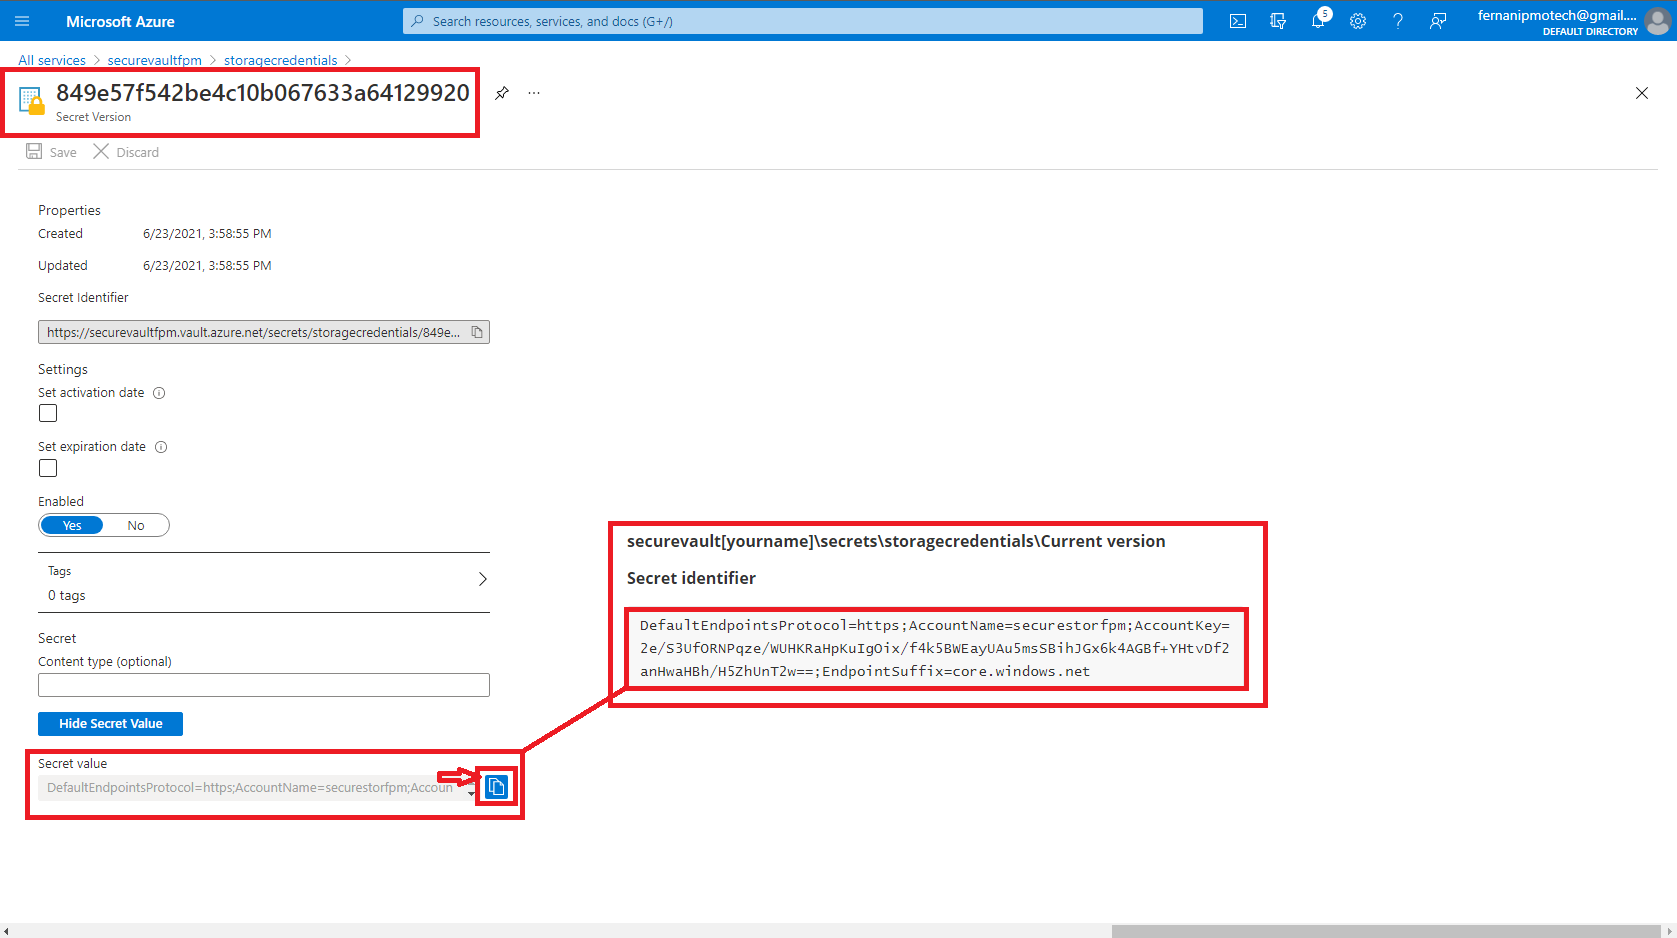 Microsoft Azure
Search resources, services, and docs (G+/)
5
fernanipmotech@gmail....
DEFAULT DIRECTORY
All services > securevaultfpm > storagecredentials >
849e57f542be4c10b067633a64129920
...
Secret Version
Save Discard
Properties
Created 6/23/2021, 3:58:55 PM
Updated 6/23/2021, 3:58:55 PM
Secret Identifier
https://securevaultfpm.vault.azure.net/secrets/storagecredentials/849e...
Settings
Set activation date
Set expiration date
Enabled
Yes No
Tags
0 tags
Secret
Content type (optional)
Hide Secret Value
Secret value
DefaultEndpointsProtocol=https;AccountName=securestorfpm;Accoun
securevault[yourname]\secrets\storagecredentials\Current version
Secret identifier
DefaultEndpointsProtocol=https;AccountName=securestorfpm;AccountKey=
2e/S3UfORNPqze/WUHKRaHpKuIgOix/f4k5BWEayUAu5msSBihJGx6k4AGBf+YHtvDf2
anHwaHBh/H5ZhUnT2w==;EndpointSuffix=core.windows.net